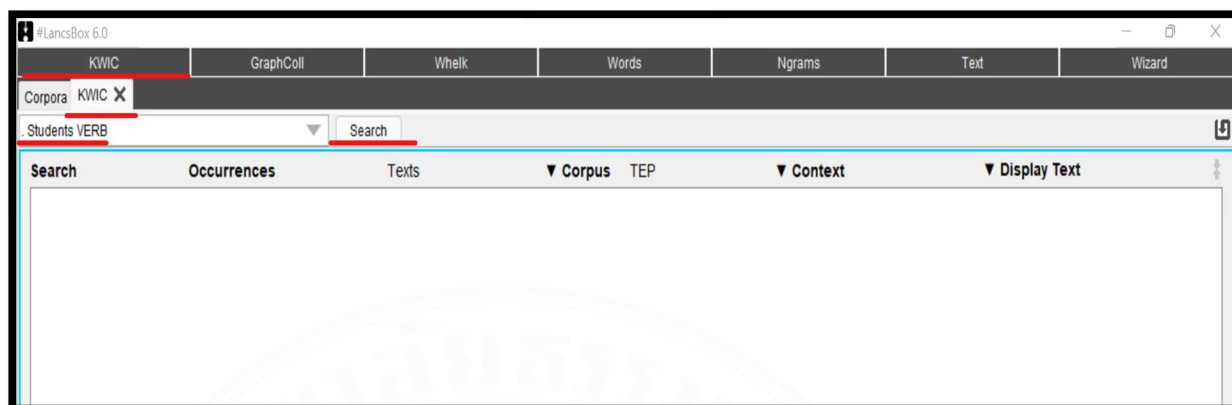 #LancsBox 6.0
KWIC GraphColl Whelk Words Ngrams Text Wizard
Corpora KWIC
. Students VERB Search
Search Occurrences Texts ▼ Corpus TEP ▼ Context ▼ Display Text